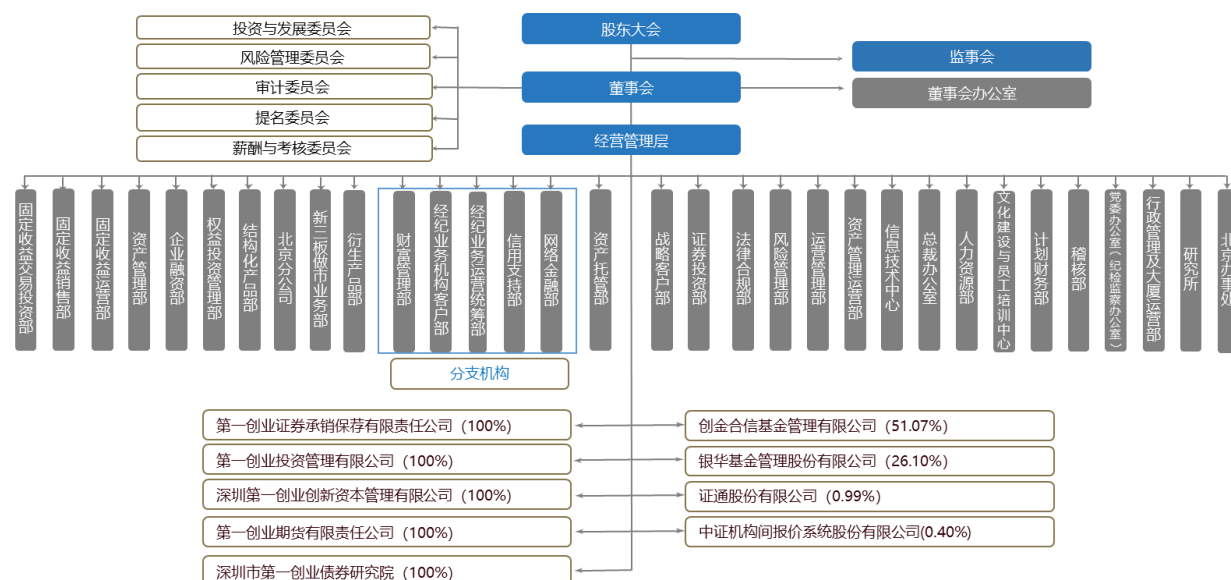 股东大会
监事会
董事会
董事会办公室
经营管理层
投资与发展委员会
风险管理委员会
审计委员会
提名委员会
薪酬与考核委员会
固定收益交易投资部
固定收益销售部
固定收益运营部
资产管理部
企业融资部
权益投资管理部
结构化产品部
北京分公司
新三板做市业务部
衍生产品部
财富管理部
经纪业务机构客户部
经纪业务运营统筹部
信用支持部
网络金融部
资产托管部
战略客户部
证券投资部
法律合规部
风险管理部
运营管理部
资产管理运营部
信息技术中心
总裁办公室
人力资源部
文化建设与员工培训中心
计划财务部
稽核部
党委办公室（纪检监察办公室）
行政管理及大厦运营部
研究所
北京办事处
分支机构
第一创业证券承销保荐有限责任公司（100%）
第一创业投资管理有限公司（100%）
深圳第一创业创新资本管理有限公司（100%）
第一创业期货有限责任公司（100%）
深圳市第一创业债券研究院（100%）
创金合信基金管理有限公司（51.07%）
银华基金管理股份有限公司（26.10%）
证通股份有限公司（0.99%）
中证机构间报价系统股份有限公司(0.40%)